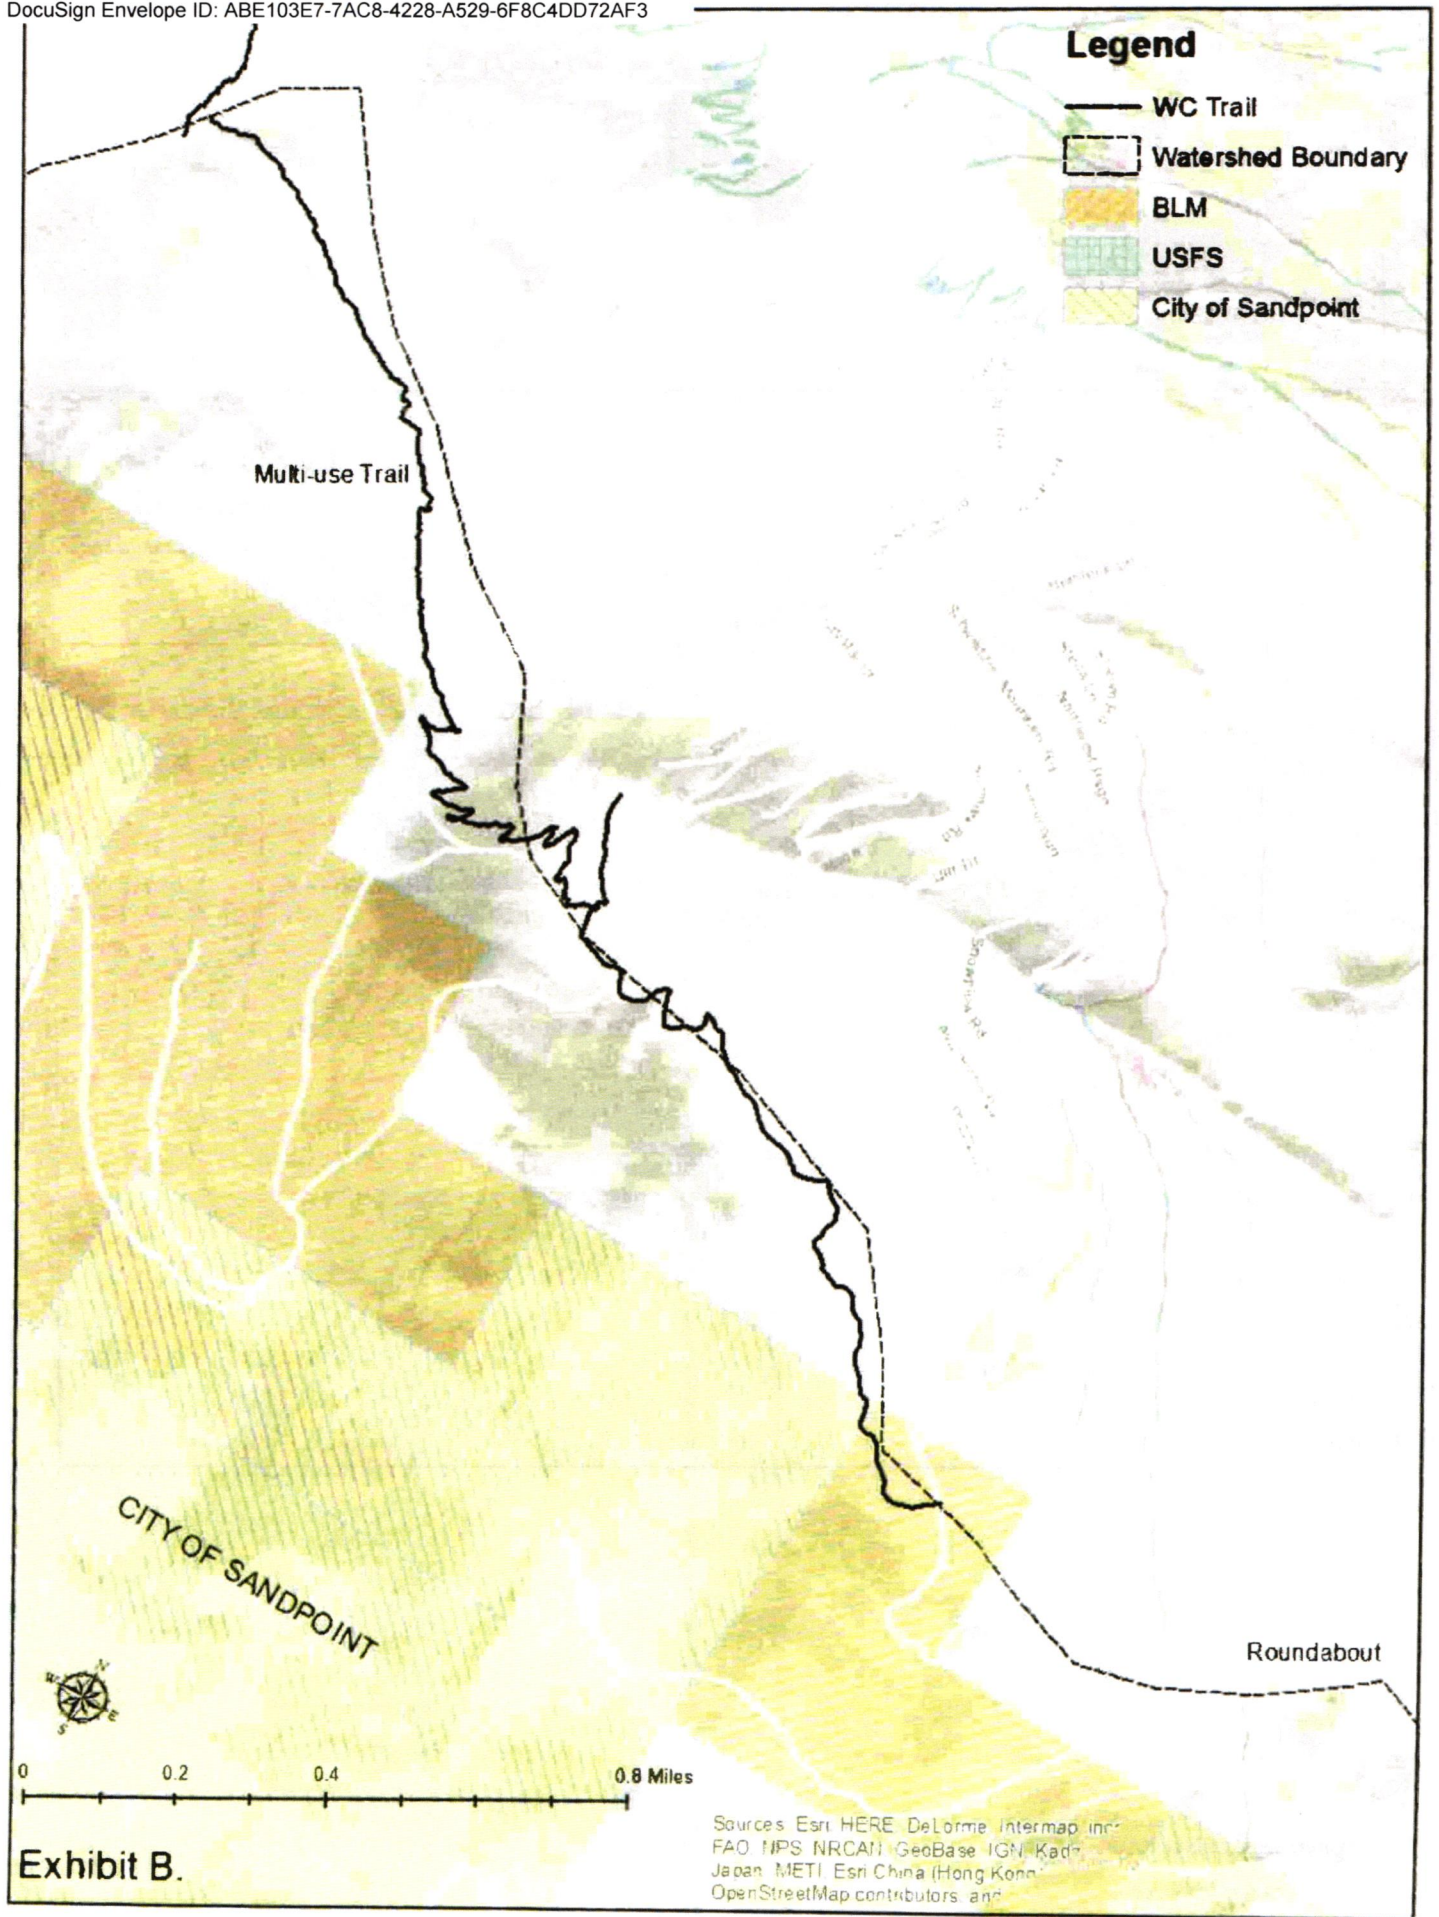 DocuSign Envelope ID: ABE103E7-7AC8-4228-A529-6F8C4DD72AF3
Legend
WC Trail
Watershed Boundary
BLM
USFS
City of Sandpoint
Multi-use Trail
CITY OF SANDPOINT
Roundabout
N
W
E
S
0 0.2 0.4 0.8 Miles
Sources Esri HERE DeLorme Intermap
FAO NPS NRCAN GeoBase IGN
Japan METI Esri China (Hong Kong
OpenStreetMap contributors and
Exhibit B.